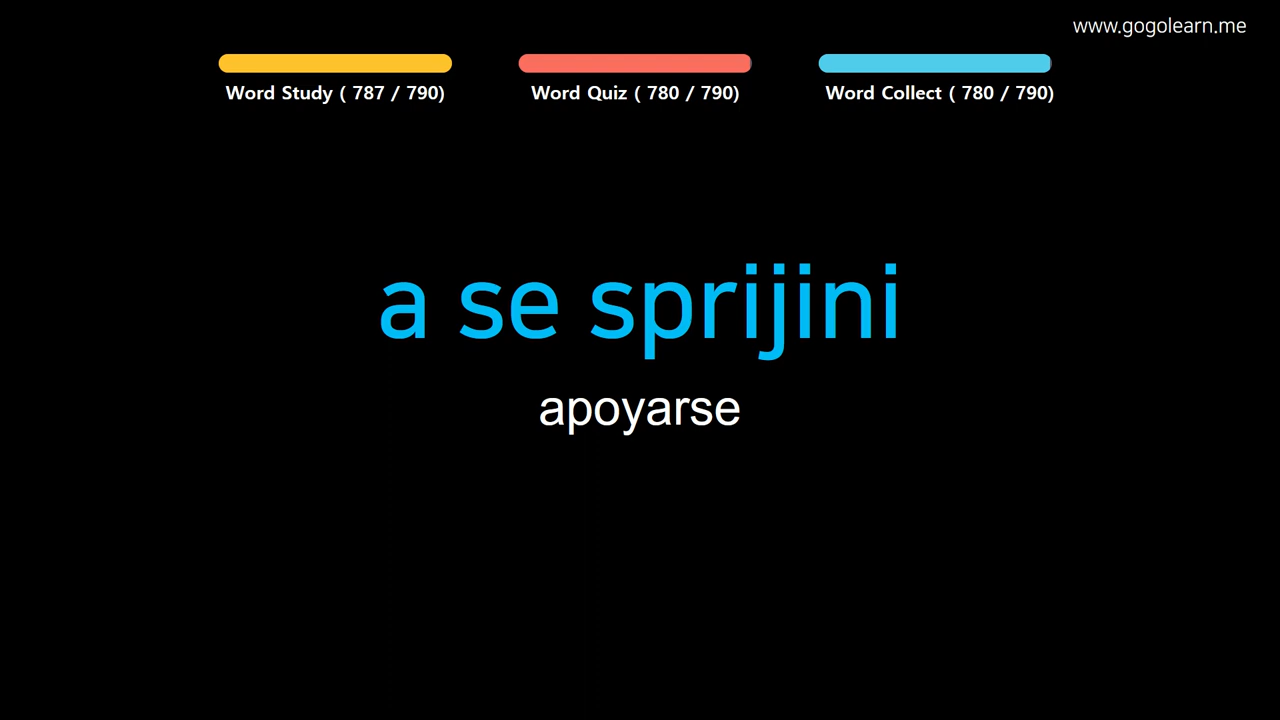 www.gogolearn.me
Word Study ( 787 / 790)
Word Quiz ( 780 / 790)
Word Collect ( 780 / 790)
a se sprijini
apoyarse